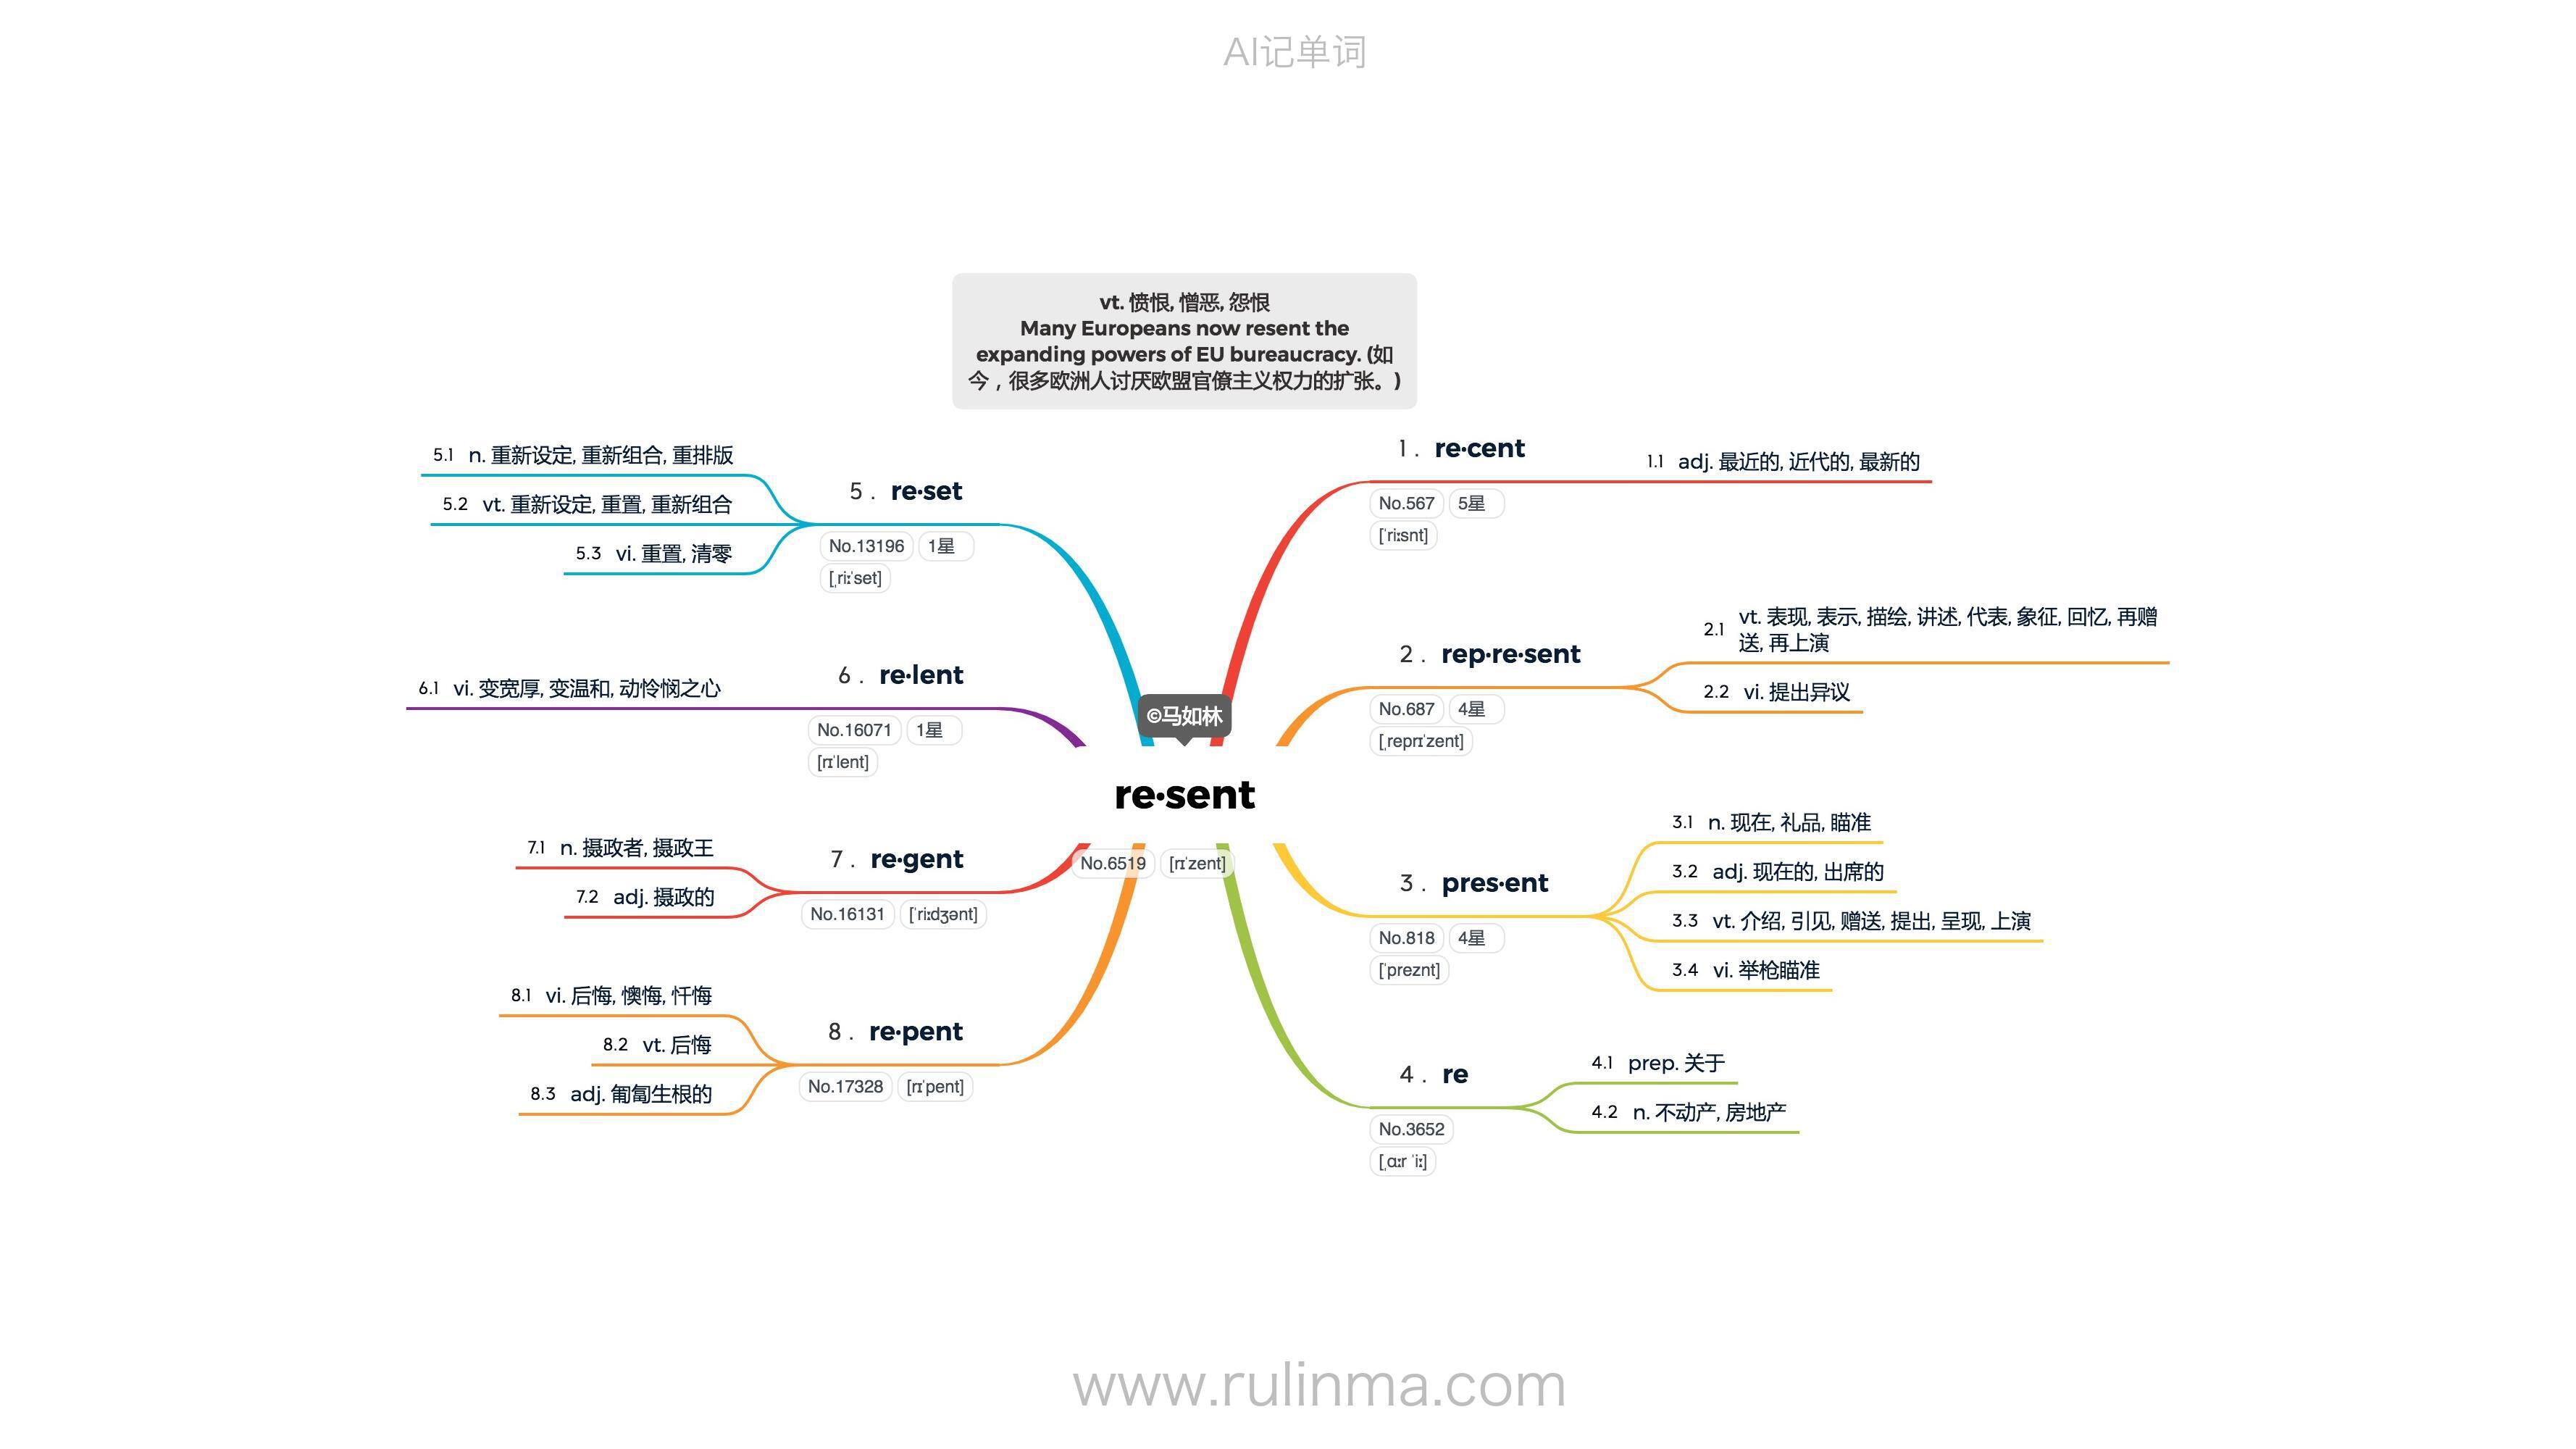 AI记单词
vt. 愤恨, 憎恶, 怨恨
Many Europeans now resent the
expanding powers of EU bureaucracy. (如
今，很多欧洲人讨厌欧盟官僚主义权力的扩张。)
©马如林
re·sent
No.6519 [rɪˈzent]
1 . re·cent
No.567 5星
[ˈriːsnt]
1.1 adj. 最近的, 近代的, 最新的
2 . rep·re·sent
No.687 4星
[ˌreprɪˈzent]
2.1 vt. 表现, 表示, 描绘, 讲述, 代表, 象征, 回忆, 再赠
送, 再上演
2.2 vi. 提出异议
3 . pres·ent
No.818 4星
[ˈpreznt]
3.1 n. 现在, 礼品, 瞄准
3.2 adj. 现在的, 出席的
3.3 vt. 介绍, 引见, 赠送, 提出, 呈现, 上演
3.4 vi. 举枪瞄准
4 . re
No.3652
[ˌɑːr ˈiː]
4.1 prep. 关于
4.2 n. 不动产, 房地产
5 . re·set
No.13196 1星
[ˌriːˈset]
5.1 n. 重新设定, 重新组合, 重排版
5.2 vt. 重新设定, 重置, 重新组合
5.3 vi. 重置, 清零
6 . re·lent
No.16071 1星
[rɪˈlent]
6.1 vi. 变宽厚, 变温和, 动怜悯之心
7 . re·gent
No.16131 [ˈriːdʒənt]
7.1 n. 摄政者, 摄政王
7.2 adj. 摄政的
8 . re·pent
No.17328 [rɪˈpent]
8.1 vi. 后悔, 懊悔, 忏悔
8.2 vt. 后悔
8.3 adj. 匍匐生根的
www.rulinma.com